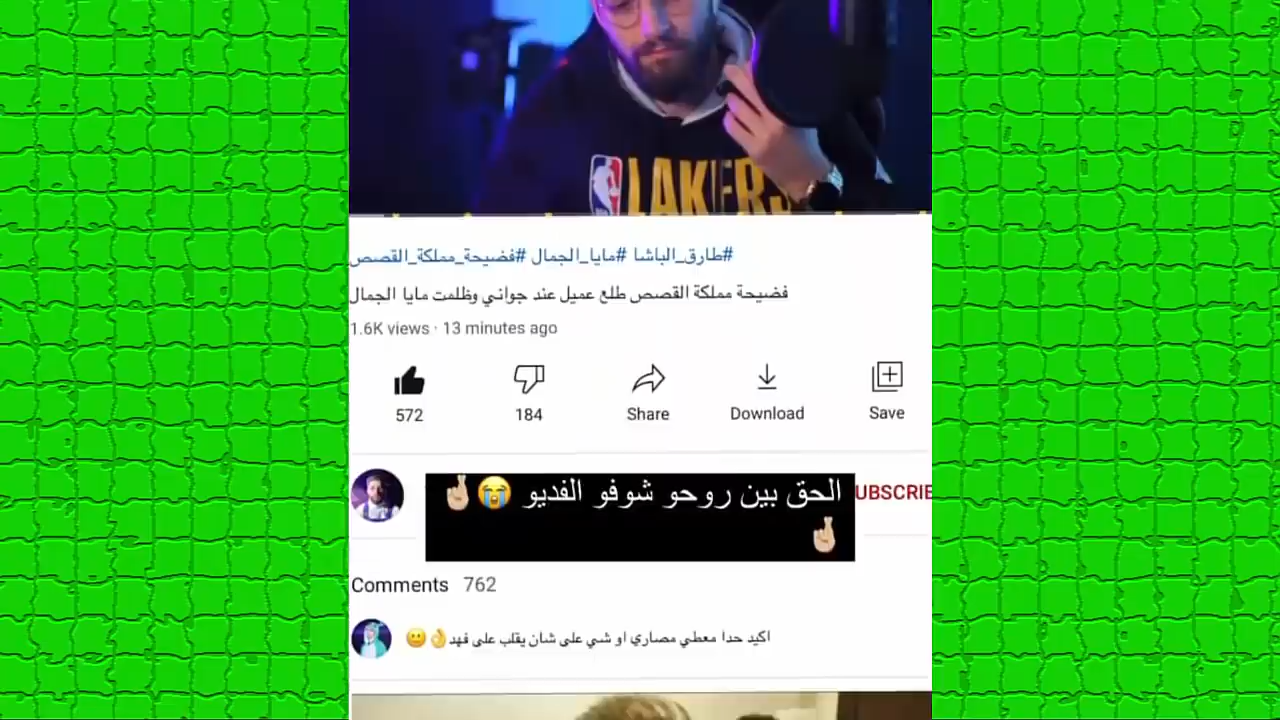 LAKERS
#طارق_الباشا #مايا_الجمال #فضيحة_مملكة_القصص
فضيحة مملكة القصص طلع عميل عند جواني وظلمت مايا الجمال
1.6K views · 13 minutes ago
572
184
Share
Download
Save
الحق بين روحو شوفو الفديو 😭🤞🏼
🤞🏼
UBSCRIE
Comments 762
اكيد حدا معطي مصاري او شي على شان يقلب على فهد👌🙂